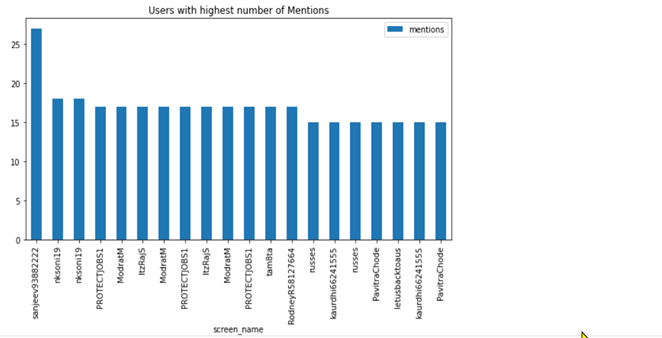 Users with highest number of Mentions
mentions
25
20
15
10
5
0
sanjeev93882222
nksoni19
nksoni19
PROTECTJOBS1
ModratM
ItzRajS
ModratM
PROTECTJOBS1
ItzRajS
ModratM
PROTECTJOBS1
tam8ta
RodneyR58127664
russes
kaurdhi66241555
russes
PavitraChode
letusbacktoaus
kaurdhi66241555
PavitraChode
screen_name